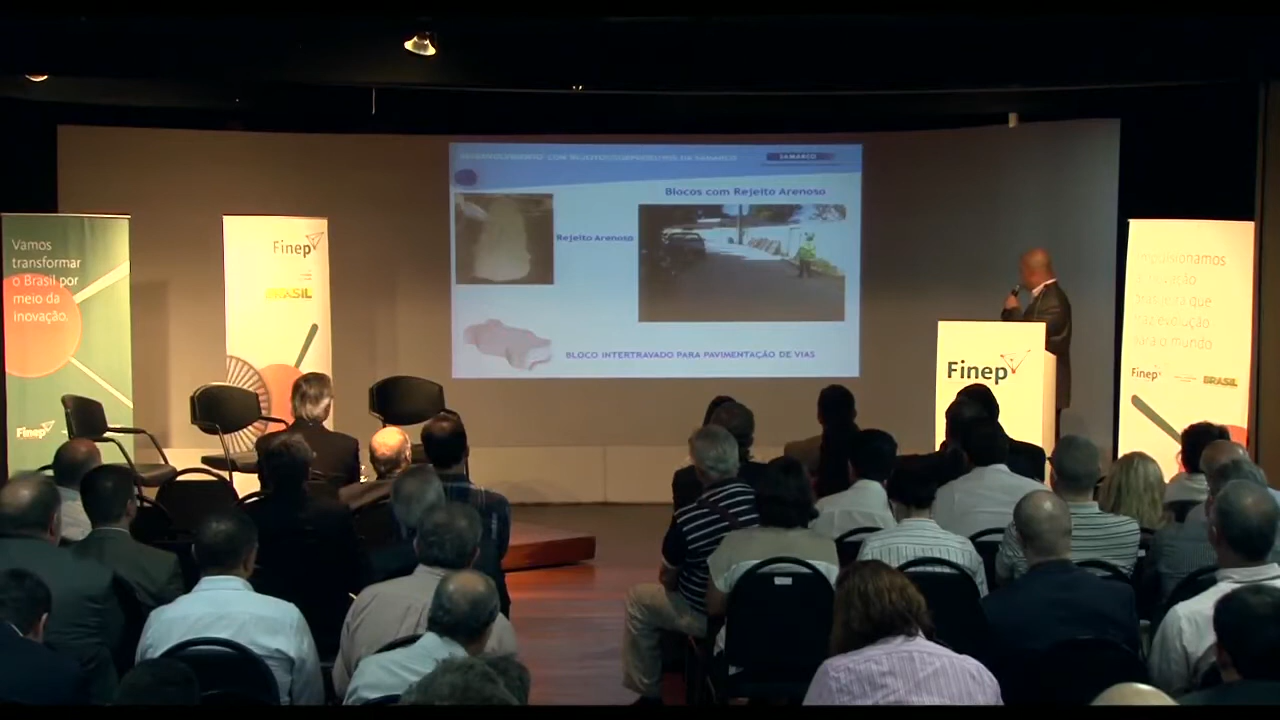 Vamos
transformar
o Brasil por
meio da
inovação.
Finep
Finep
BRASIL
SAMARCO
Blocos com Rejeito Arenoso
Rejeito Arenoso
BLOCO INTERTRAVADO PARA PAVIMENTAÇÃO DE VIAS
Finep
Impulsionamos
a inovação
brasileira que
traz evolução
para o mundo
Finep
BRASIL